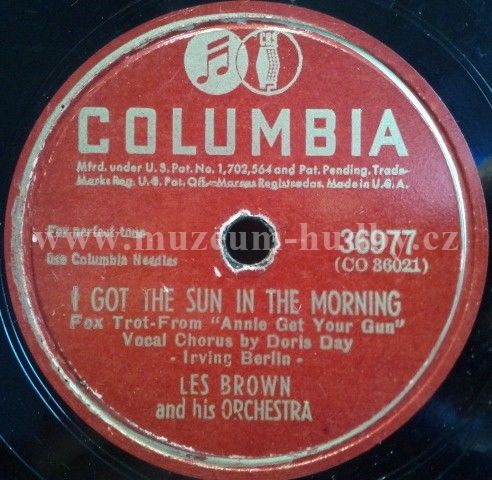 COLUMBIA
Mfrd. under U.S. Pat. No. 1,702,564 and Pat. Pending. Trade-
Marks Reg. U.S. Pat. Off.—Marcas Registradas. Made in U.S.A.
For perfect tone
use Columbia Needles
36977
(CO 36021)
www.muzeum-hudby.cz
I GOT THE SUN IN THE MORNING
Fox Trot-From "Annie Get Your Gun"
Vocal Chorus by Doris Day
- Irving Berlin -
LES BROWN
and his ORCHESTRA